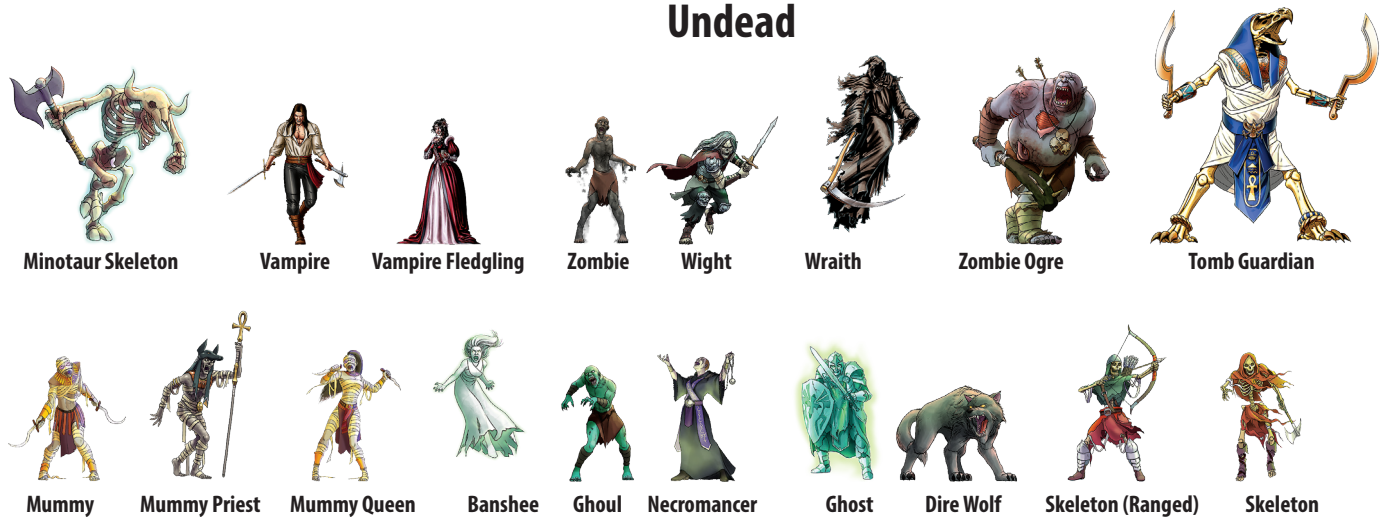 Undead
Minotaur Skeleton
Vampire
Vampire Fledgling
Zombie
Wight
Wraith
Zombie Ogre
Tomb Guardian
Mummy
Mummy Priest
Mummy Queen
Banshee
Ghoul
Necromancer
Ghost
Dire Wolf
Skeleton (Ranged)
Skeleton